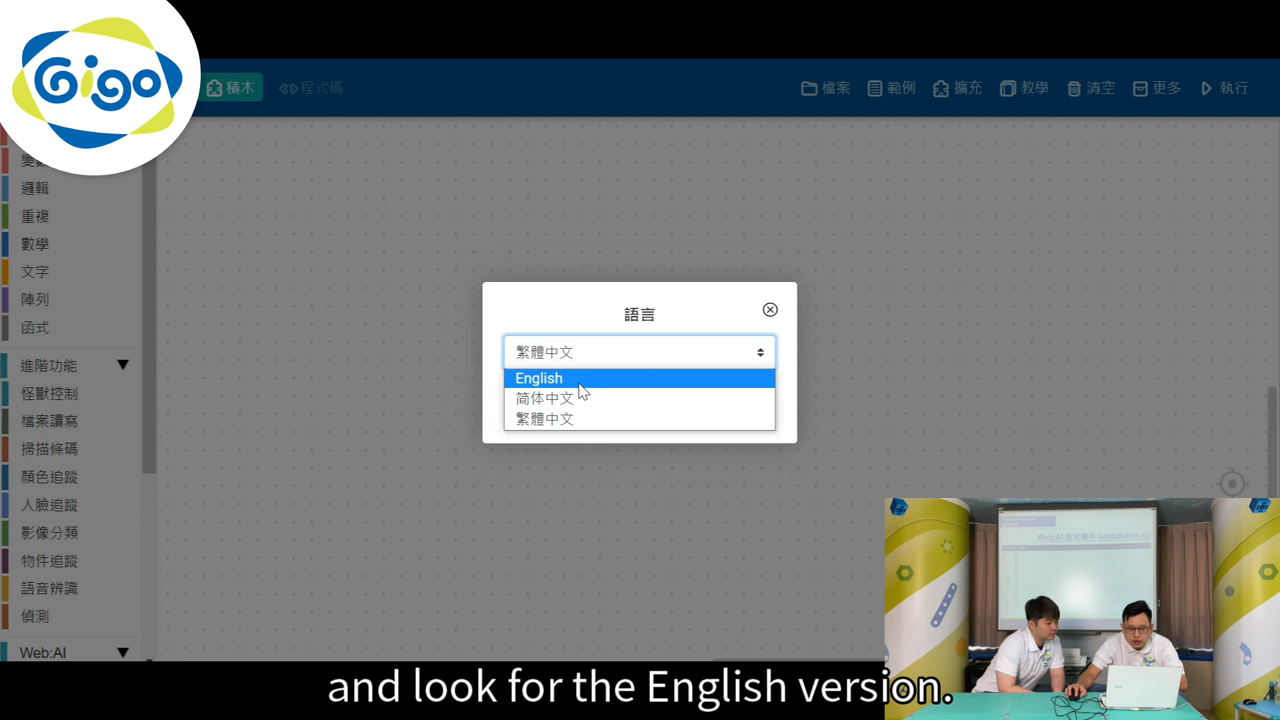 Gigo
積木
程式碼
檔案
範例
擴充
教學
清空
更多
執行
邏輯
重複
數學
文字
陣列
函式
進階功能
怪獸控制
檔案讀寫
掃描條碼
顏色追蹤
人臉追蹤
影像分類
物件追蹤
語音辨識
偵測
Web:AI
語言
繁體中文
English
简体中文
繁體中文
and look for the English version.